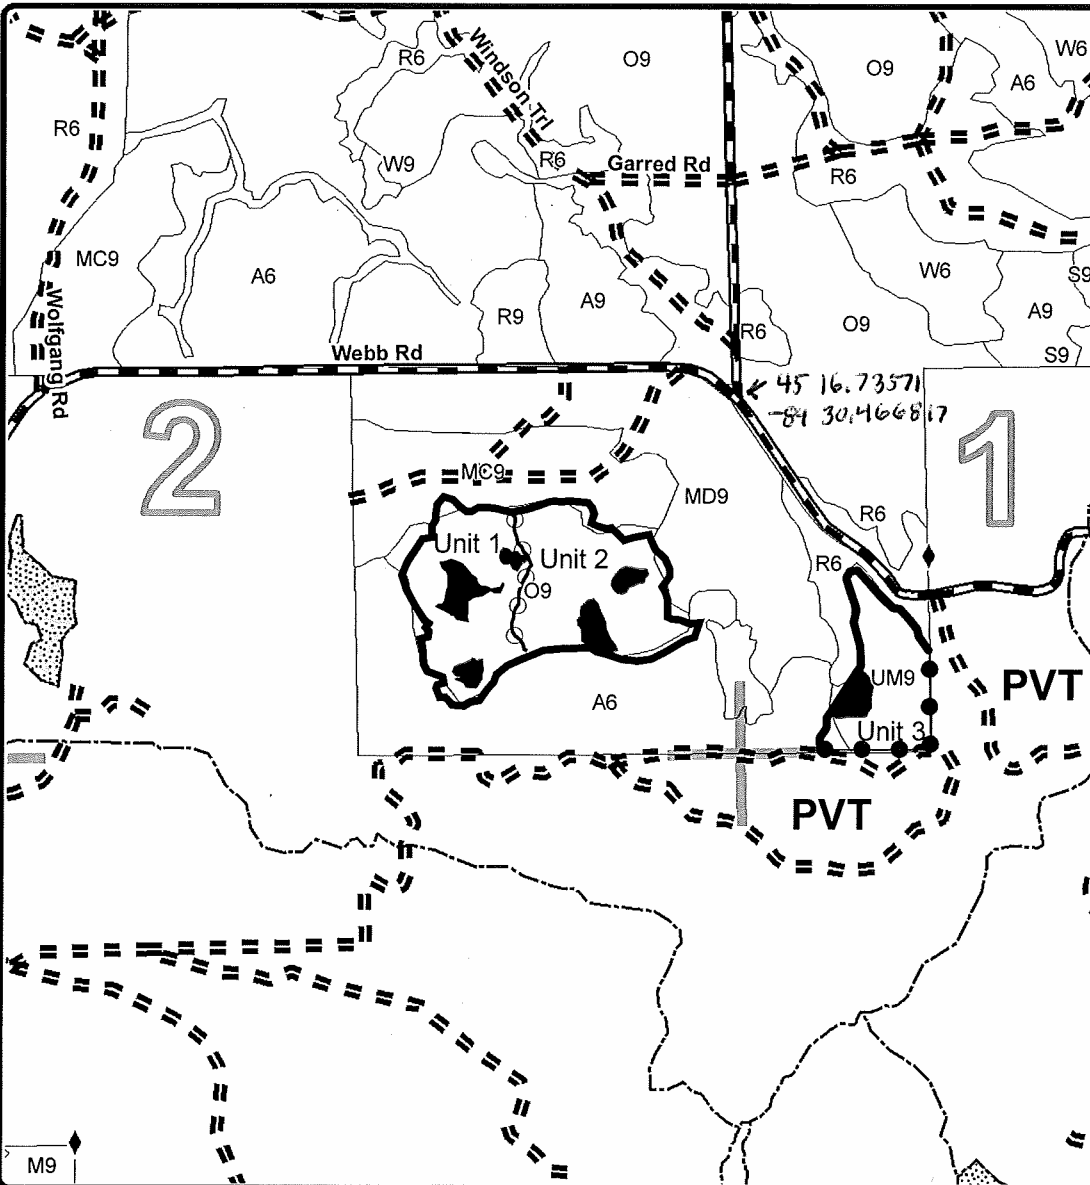 Windson Trl
R6
O9
O9
W6
A6
R6
W9
R6
Garred Rd
R6
MC9
A6
W6
S9
R9
A9
A9
Wolfgang Rd
R6
O9
S9
Webb Rd
45 16.73571
-84 30.466817
2
1
MC9
MD9
R6
Unit 1
Unit 2
R6
O9
UM9
PVT
A6
Unit 3
PVT
M9